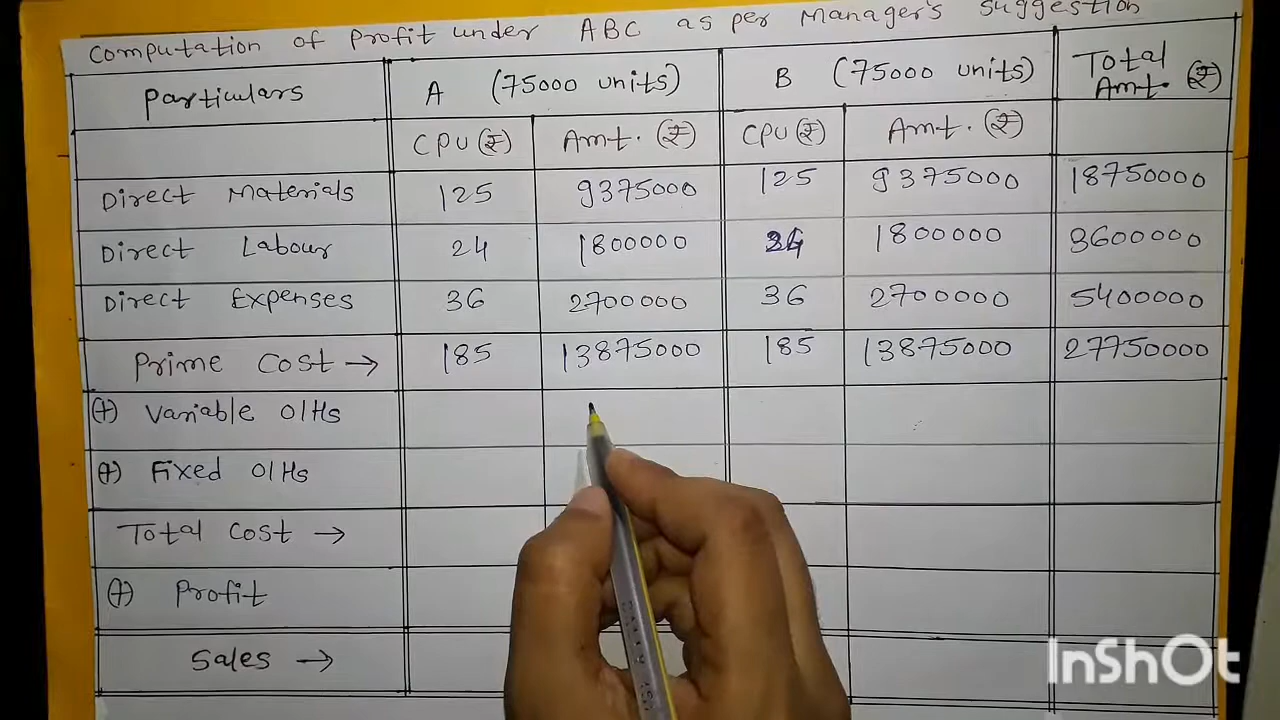 Computation of Profit under ABC as per Manager's Suggestion
Particulars A (75000 units) B (75000 units) Total Amt. (₹)
CPU (₹) Amt. (₹) CPU (₹) Amt. (₹)
Direct Materials 125 9375000 125 9375000 18750000
Direct Labour 24 1800000 24 1800000 3600000
Direct Expenses 36 2700000 36 2700000 5400000
Prime Cost → 185 13875000 185 13875000 27750000
(+) Variable O/Hs
(+) Fixed O/Hs
Total Cost →
(+) Profit
Sales →
InShOt